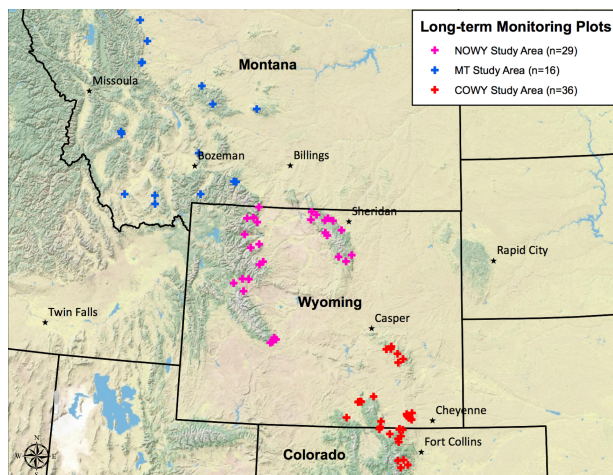 Long-term Monitoring Plots
NOWY Study Area (n=29)
MT Study Area (n=16)
COWY Study Area (n=36)
Montana
Missoula
Bozeman
Billings
Sheridan
Rapid City
Wyoming
Twin Falls
Casper
Cheyenne
Colorado
Fort Collins
N
W
E
S